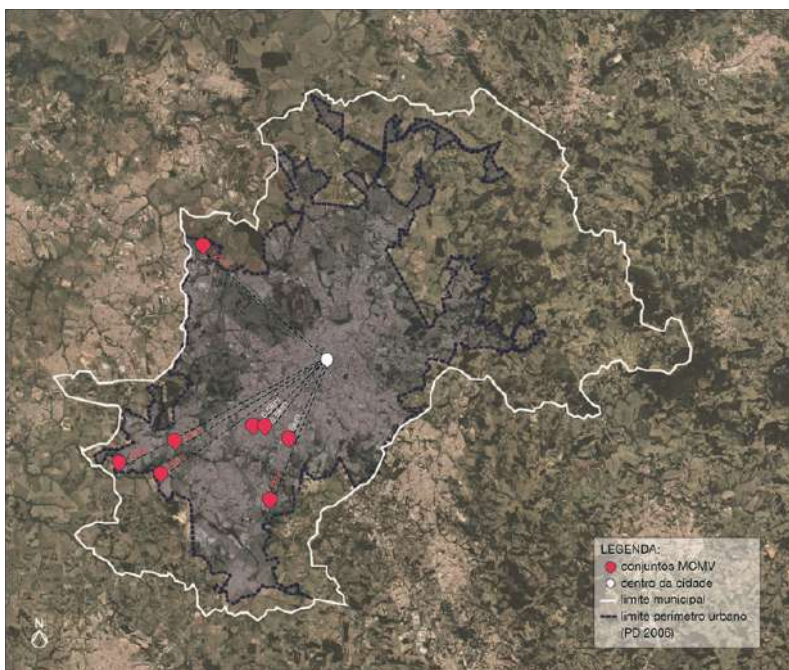 LEGENDA:
conjuntos MCMV
centro da cidade
limite municipal
limite perímetro urbano
(PD 2006)
N